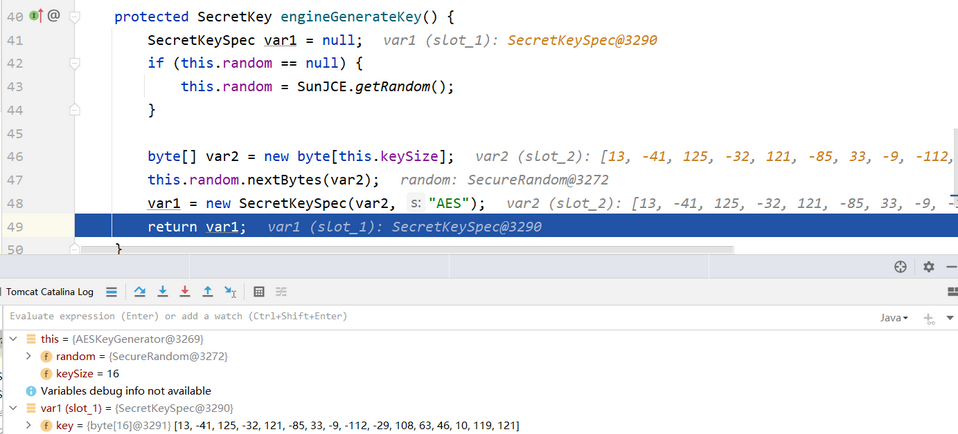 40 @ protected SecretKey engineGenerateKey() {
41 SecretKeySpec var1 = null; var1 (slot_1): SecretKeySpec@3290
42 if (this.random == null) {
43 this.random = SunJCE.getRandom();
44 }
45
46 byte[] var2 = new byte[this.keySize]; var2 (slot_2): [13, -41, 125, -32, 121, -85, 33, -9, -112,
47 this.random.nextBytes(var2); random: SecureRandom@3272
48 var1 = new SecretKeySpec(var2, s: "AES"); var2 (slot_2): [13, -41, 125, -32, 121, -85, 33, -9, -
49 return var1; var1 (slot_1): SecretKeySpec@3290
50 }
Tomcat Catalina Log
Evaluate expression (Enter) or add a watch (Ctrl+Shift+Enter) Java
this = {AESKeyGenerator@3269}
f random = {SecureRandom@3272}
f keySize = 16
Variables debug info not available
var1 (slot_1) = {SecretKeySpec@3290}
f key = {byte[16]@3291} [13, -41, 125, -32, 121, -85, 33, -9, -112, -29, 108, 63, 46, 10, 119, 121]